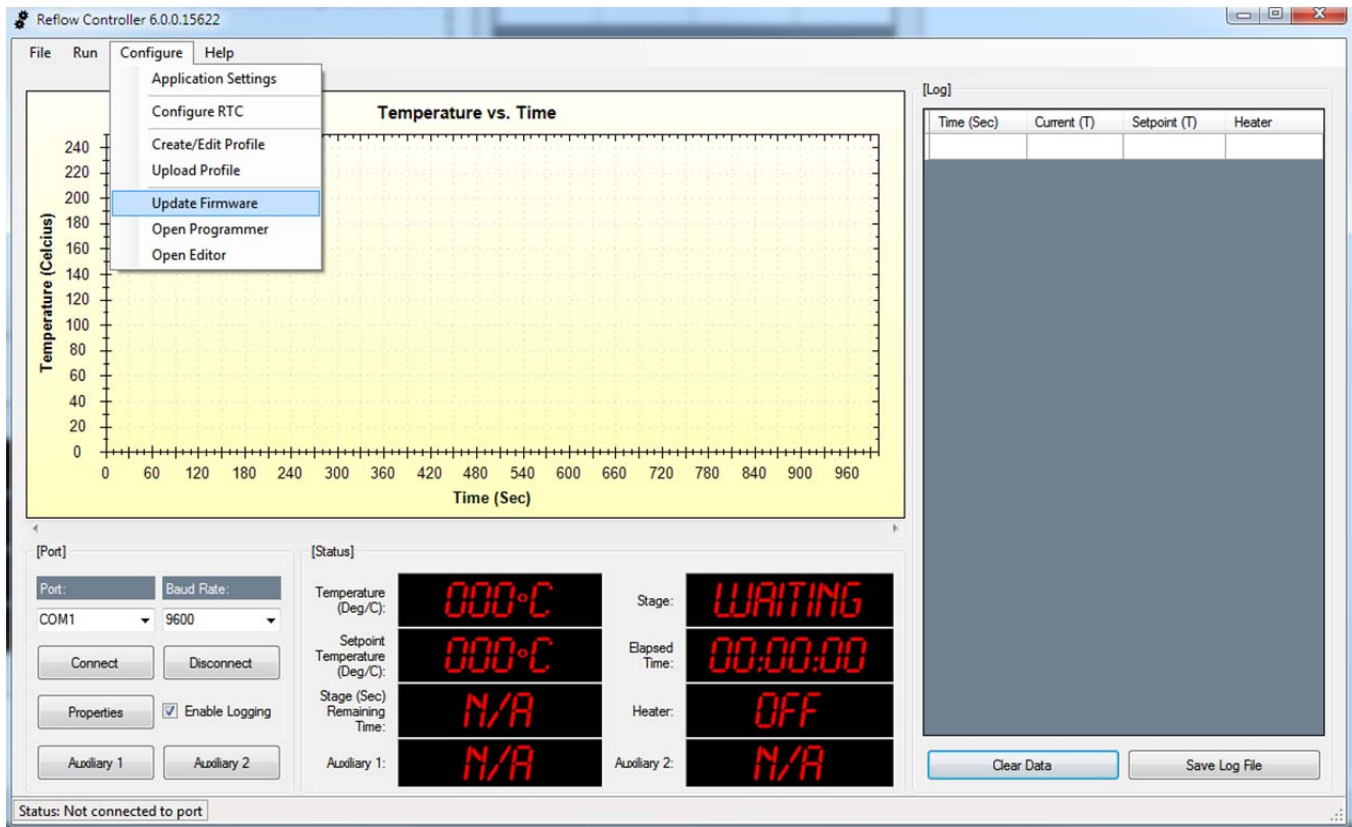 Reflow Controller 6.0.0.15622
File Run Configure Help
Application Settings
Configure RTC
Create/Edit Profile
Upload Profile
Update Firmware
Open Programmer
Open Editor
Temperature vs. Time
Temperature (Celcius)
240
220
200
180
160
140
120
100
80
60
40
20
0
0 60 120 180 240 300 360 420 480 540 600 660 720 780 840 900 960
Time (Sec)
[Log]
Time (Sec) Current (T) Setpoint (T) Heater
[Port]
Port: Baud Rate:
COM1 9600
Connect Disconnect
Properties Enable Logging
Auxiliary 1 Auxiliary 2
[Status]
Temperature
(Deg/C):
000°C
Stage:
WAITING
Setpoint
Temperature
(Deg/C):
000°C
Elapsed
Time:
00:00:00
Stage (Sec)
Remaining
Time:
N/A
Heater:
OFF
Auxiliary 1:
N/A
Auxiliary 2:
N/A
Clear Data Save Log File
Status: Not connected to port